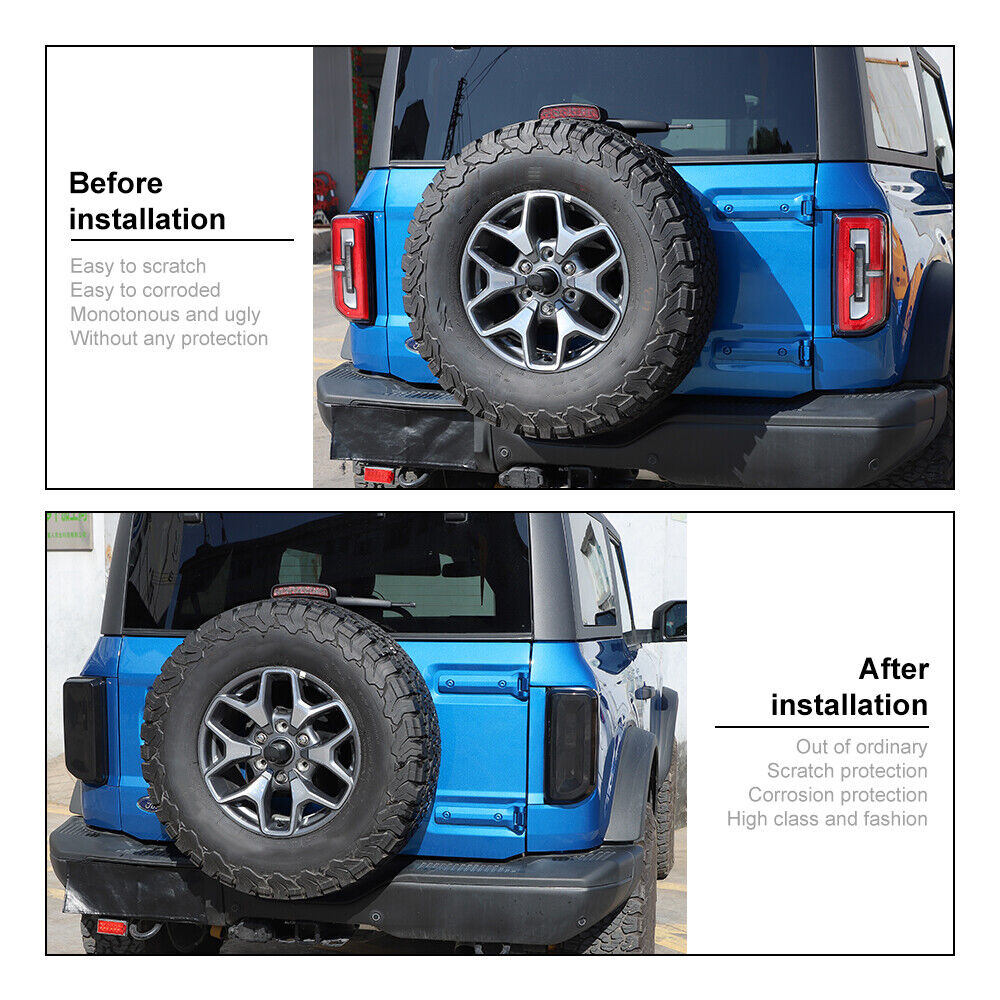 Before
installation
Easy to scratch
Easy to corroded
Monotonous and ugly
Without any protection
After
installation
Out of ordinary
Scratch protection
Corrosion protection
High class and fashion